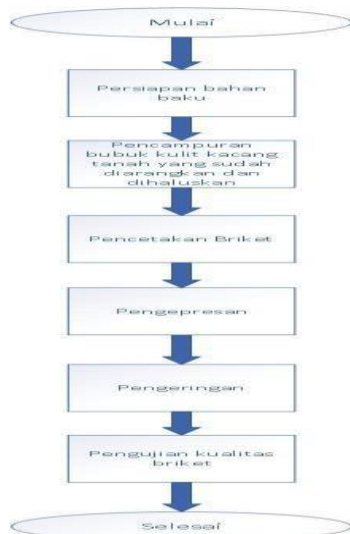 Mulai
Persiapan bahan
baku
Pencampuran
bubuk kulit kacang
tanah yang sudah
diarangkan dan
dihaluskan
Pencetakan Briket
Pengepresan
Pengeringan
Pengujian kualitas
briket
Selesai